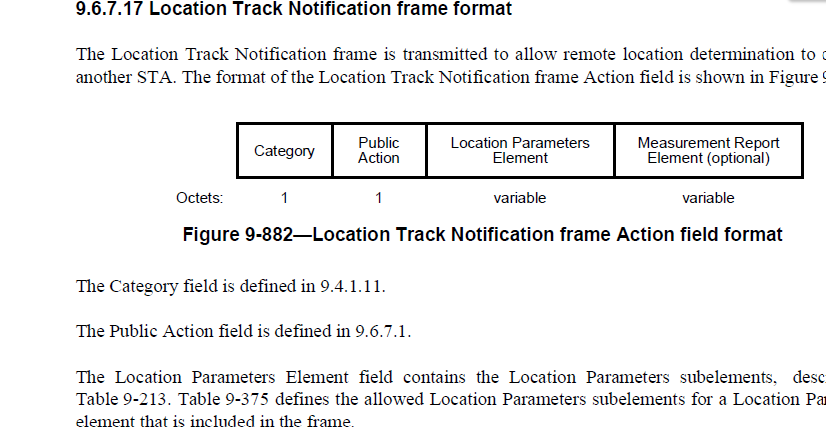 9.6.7.17 Location Track Notification frame format
The Location Track Notification frame is transmitted to allow remote location determination to
another STA. The format of the Location Track Notification frame Action field is shown in Figure
Category
Public
Action
Location Parameters
Element
Measurement Report
Element (optional)
Octets: 1 1 variable variable
Figure 9-882—Location Track Notification frame Action field format
The Category field is defined in 9.4.1.11.
The Public Action field is defined in 9.6.7.1.
The Location Parameters Element field contains the Location Parameters subelements,
Table 9-213. Table 9-375 defines the allowed Location Parameters subelements for a Location
element that is included in the frame.